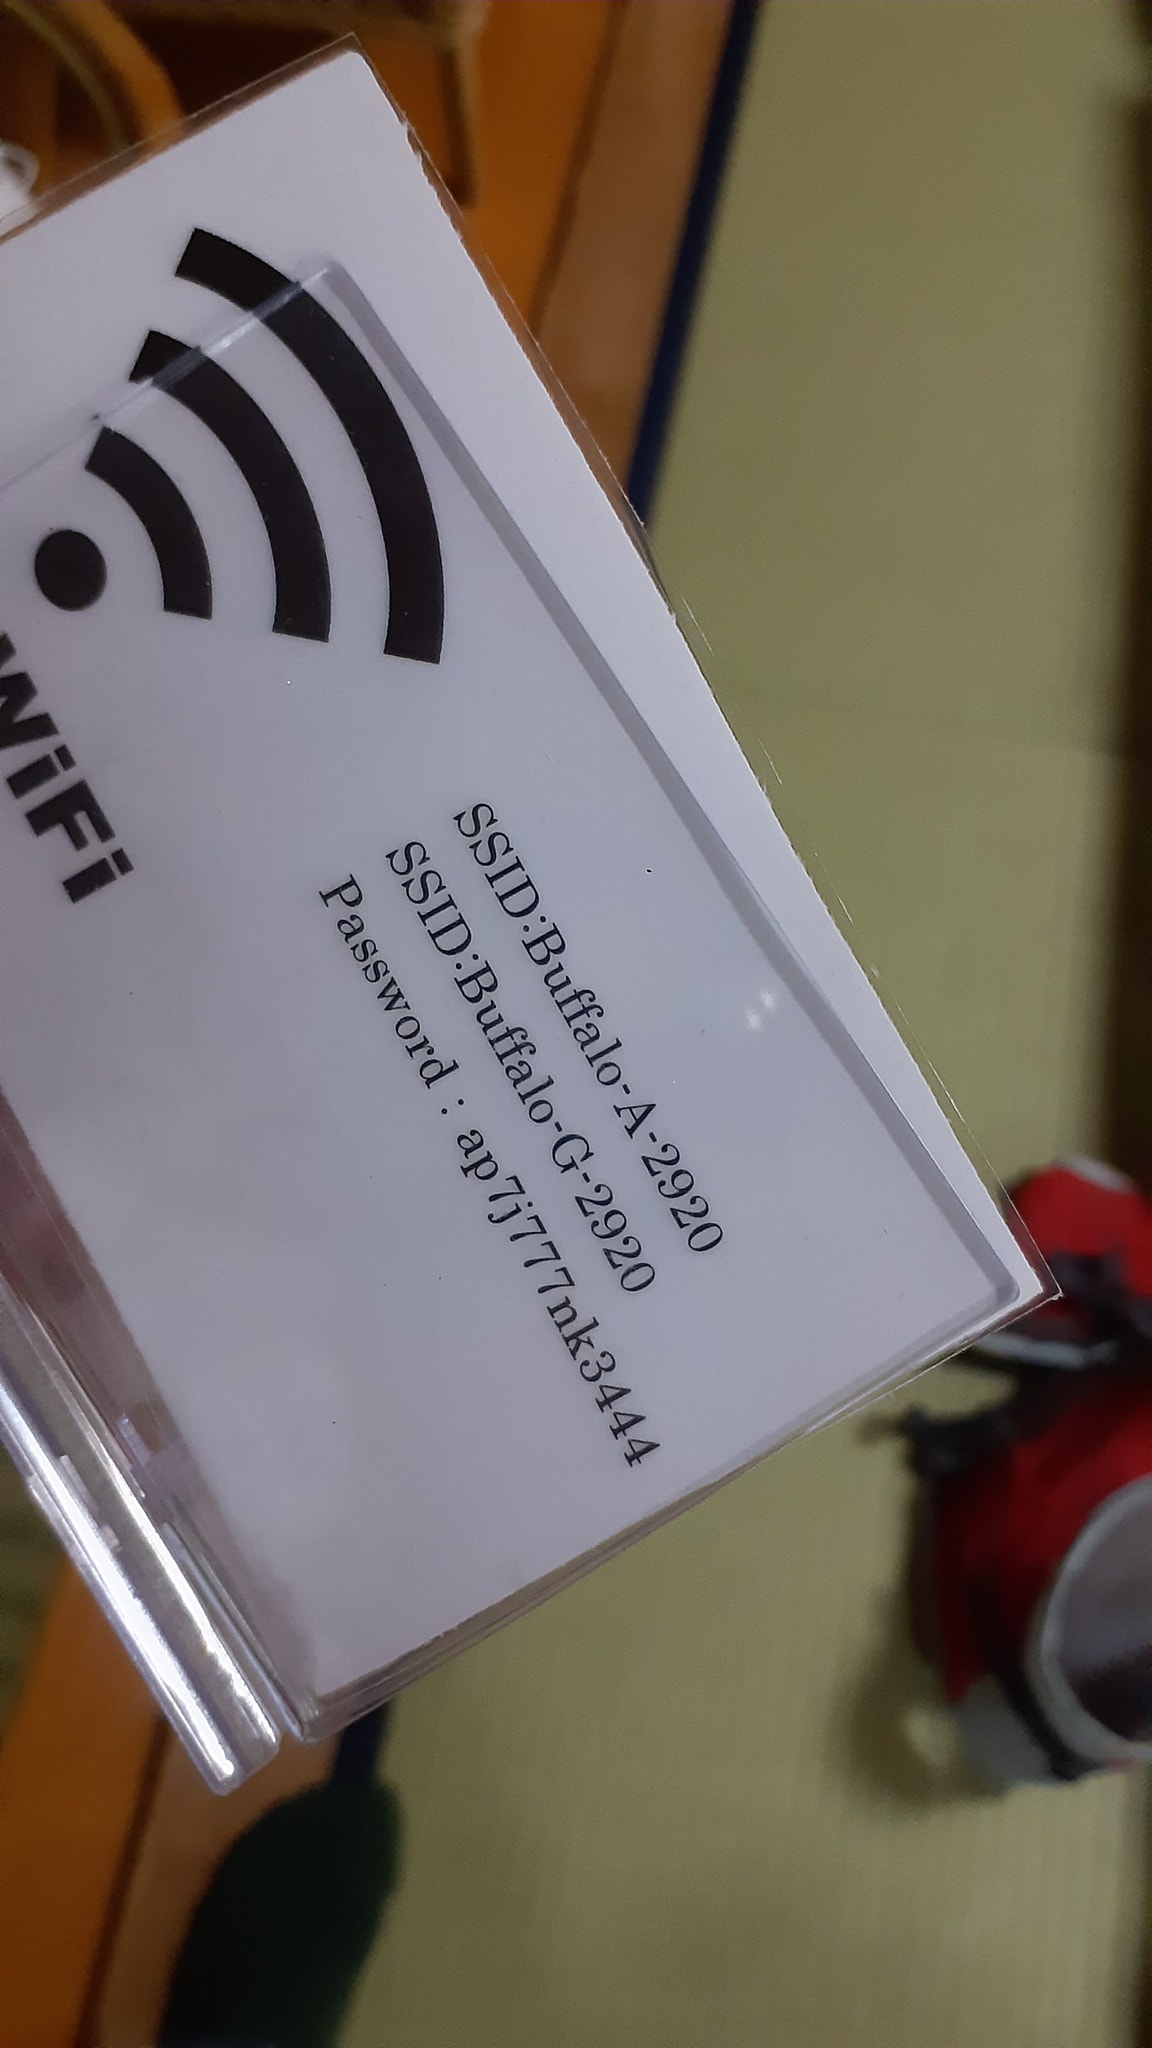 WiFi
SSID:Buffalo-A-2920
SSID:Buffalo-G-2920
Password : ap7j777nk3444